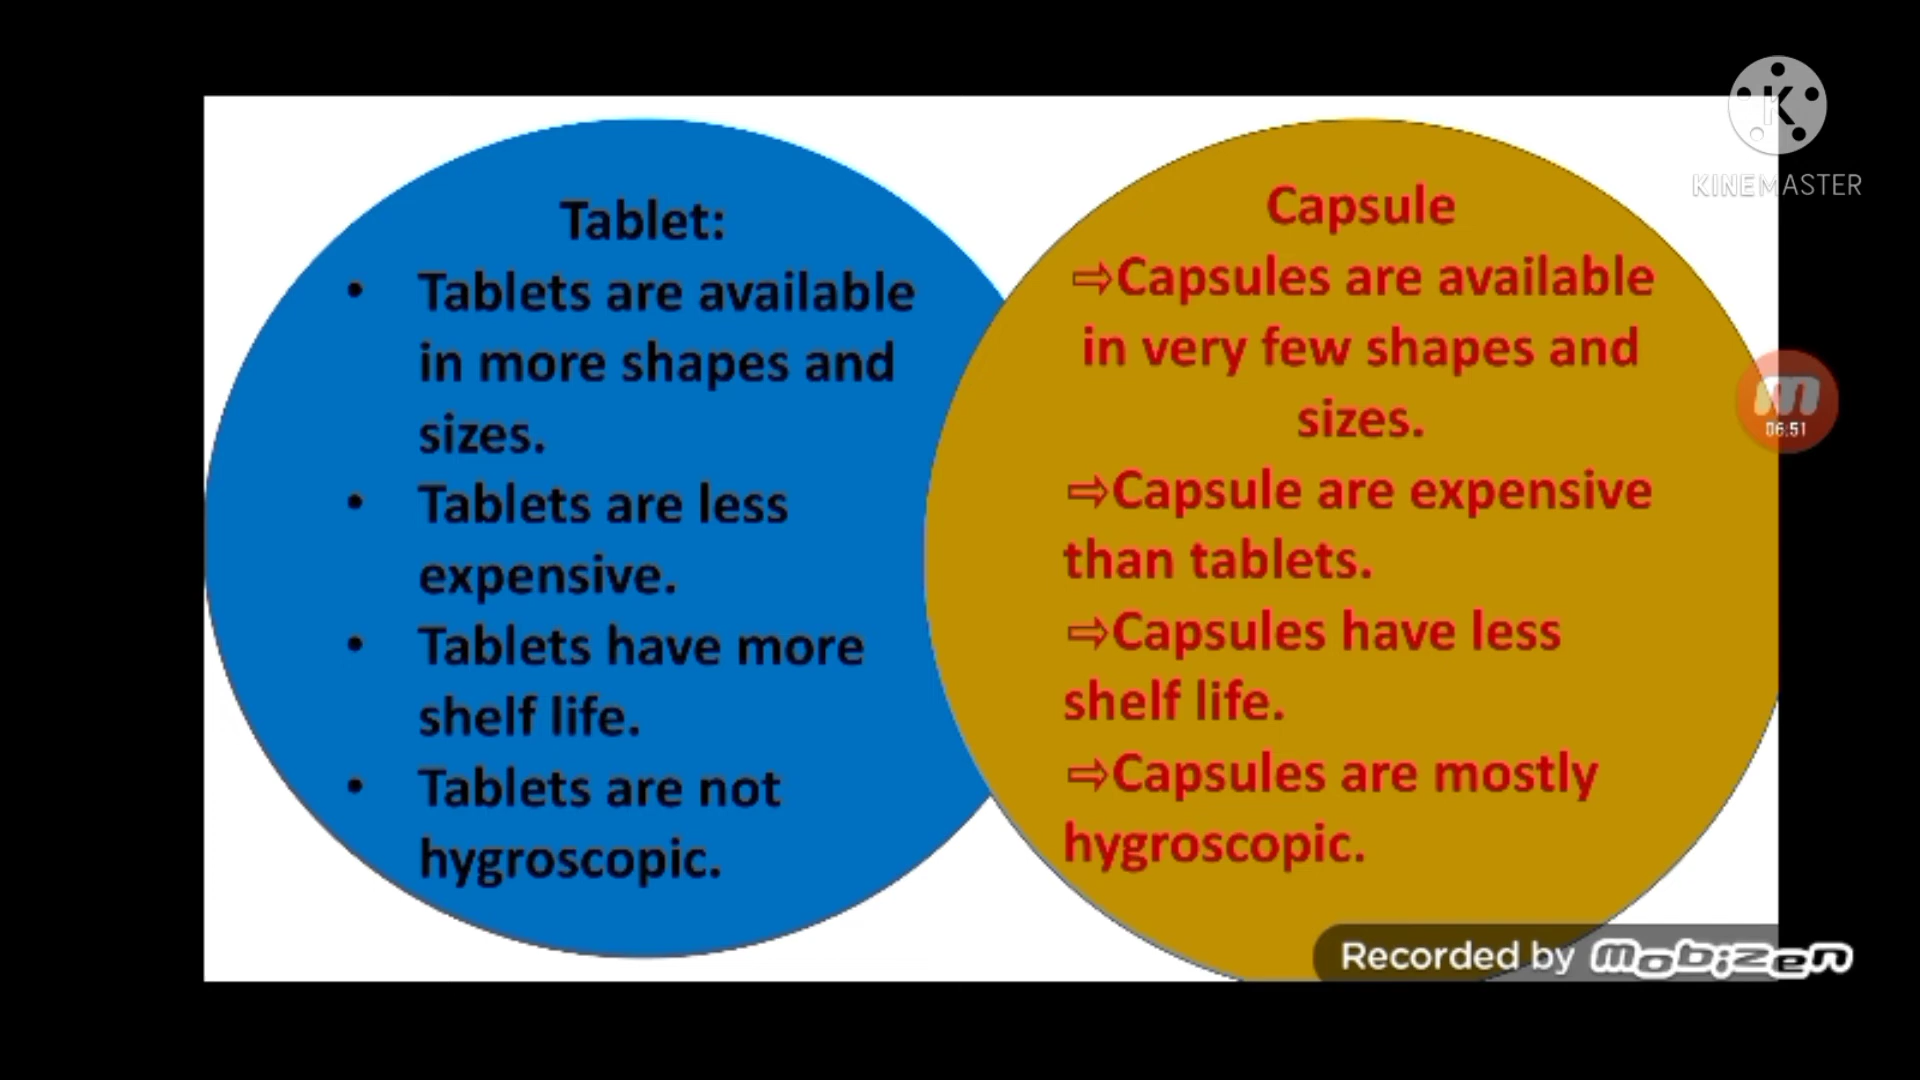 Tablet:
• Tablets are available
in more shapes and
sizes.
• Tablets are less
expensive.
• Tablets have more
shelf life.
• Tablets are not
hygroscopic.
Capsule
⇨Capsules are available
in very few shapes and
sizes.
⇨Capsule are expensive
than tablets.
⇨Capsules have less
shelf life.
⇨Capsules are mostly
hygroscopic.
K
KINEMASTER
m
06:51
Recorded by mobizen